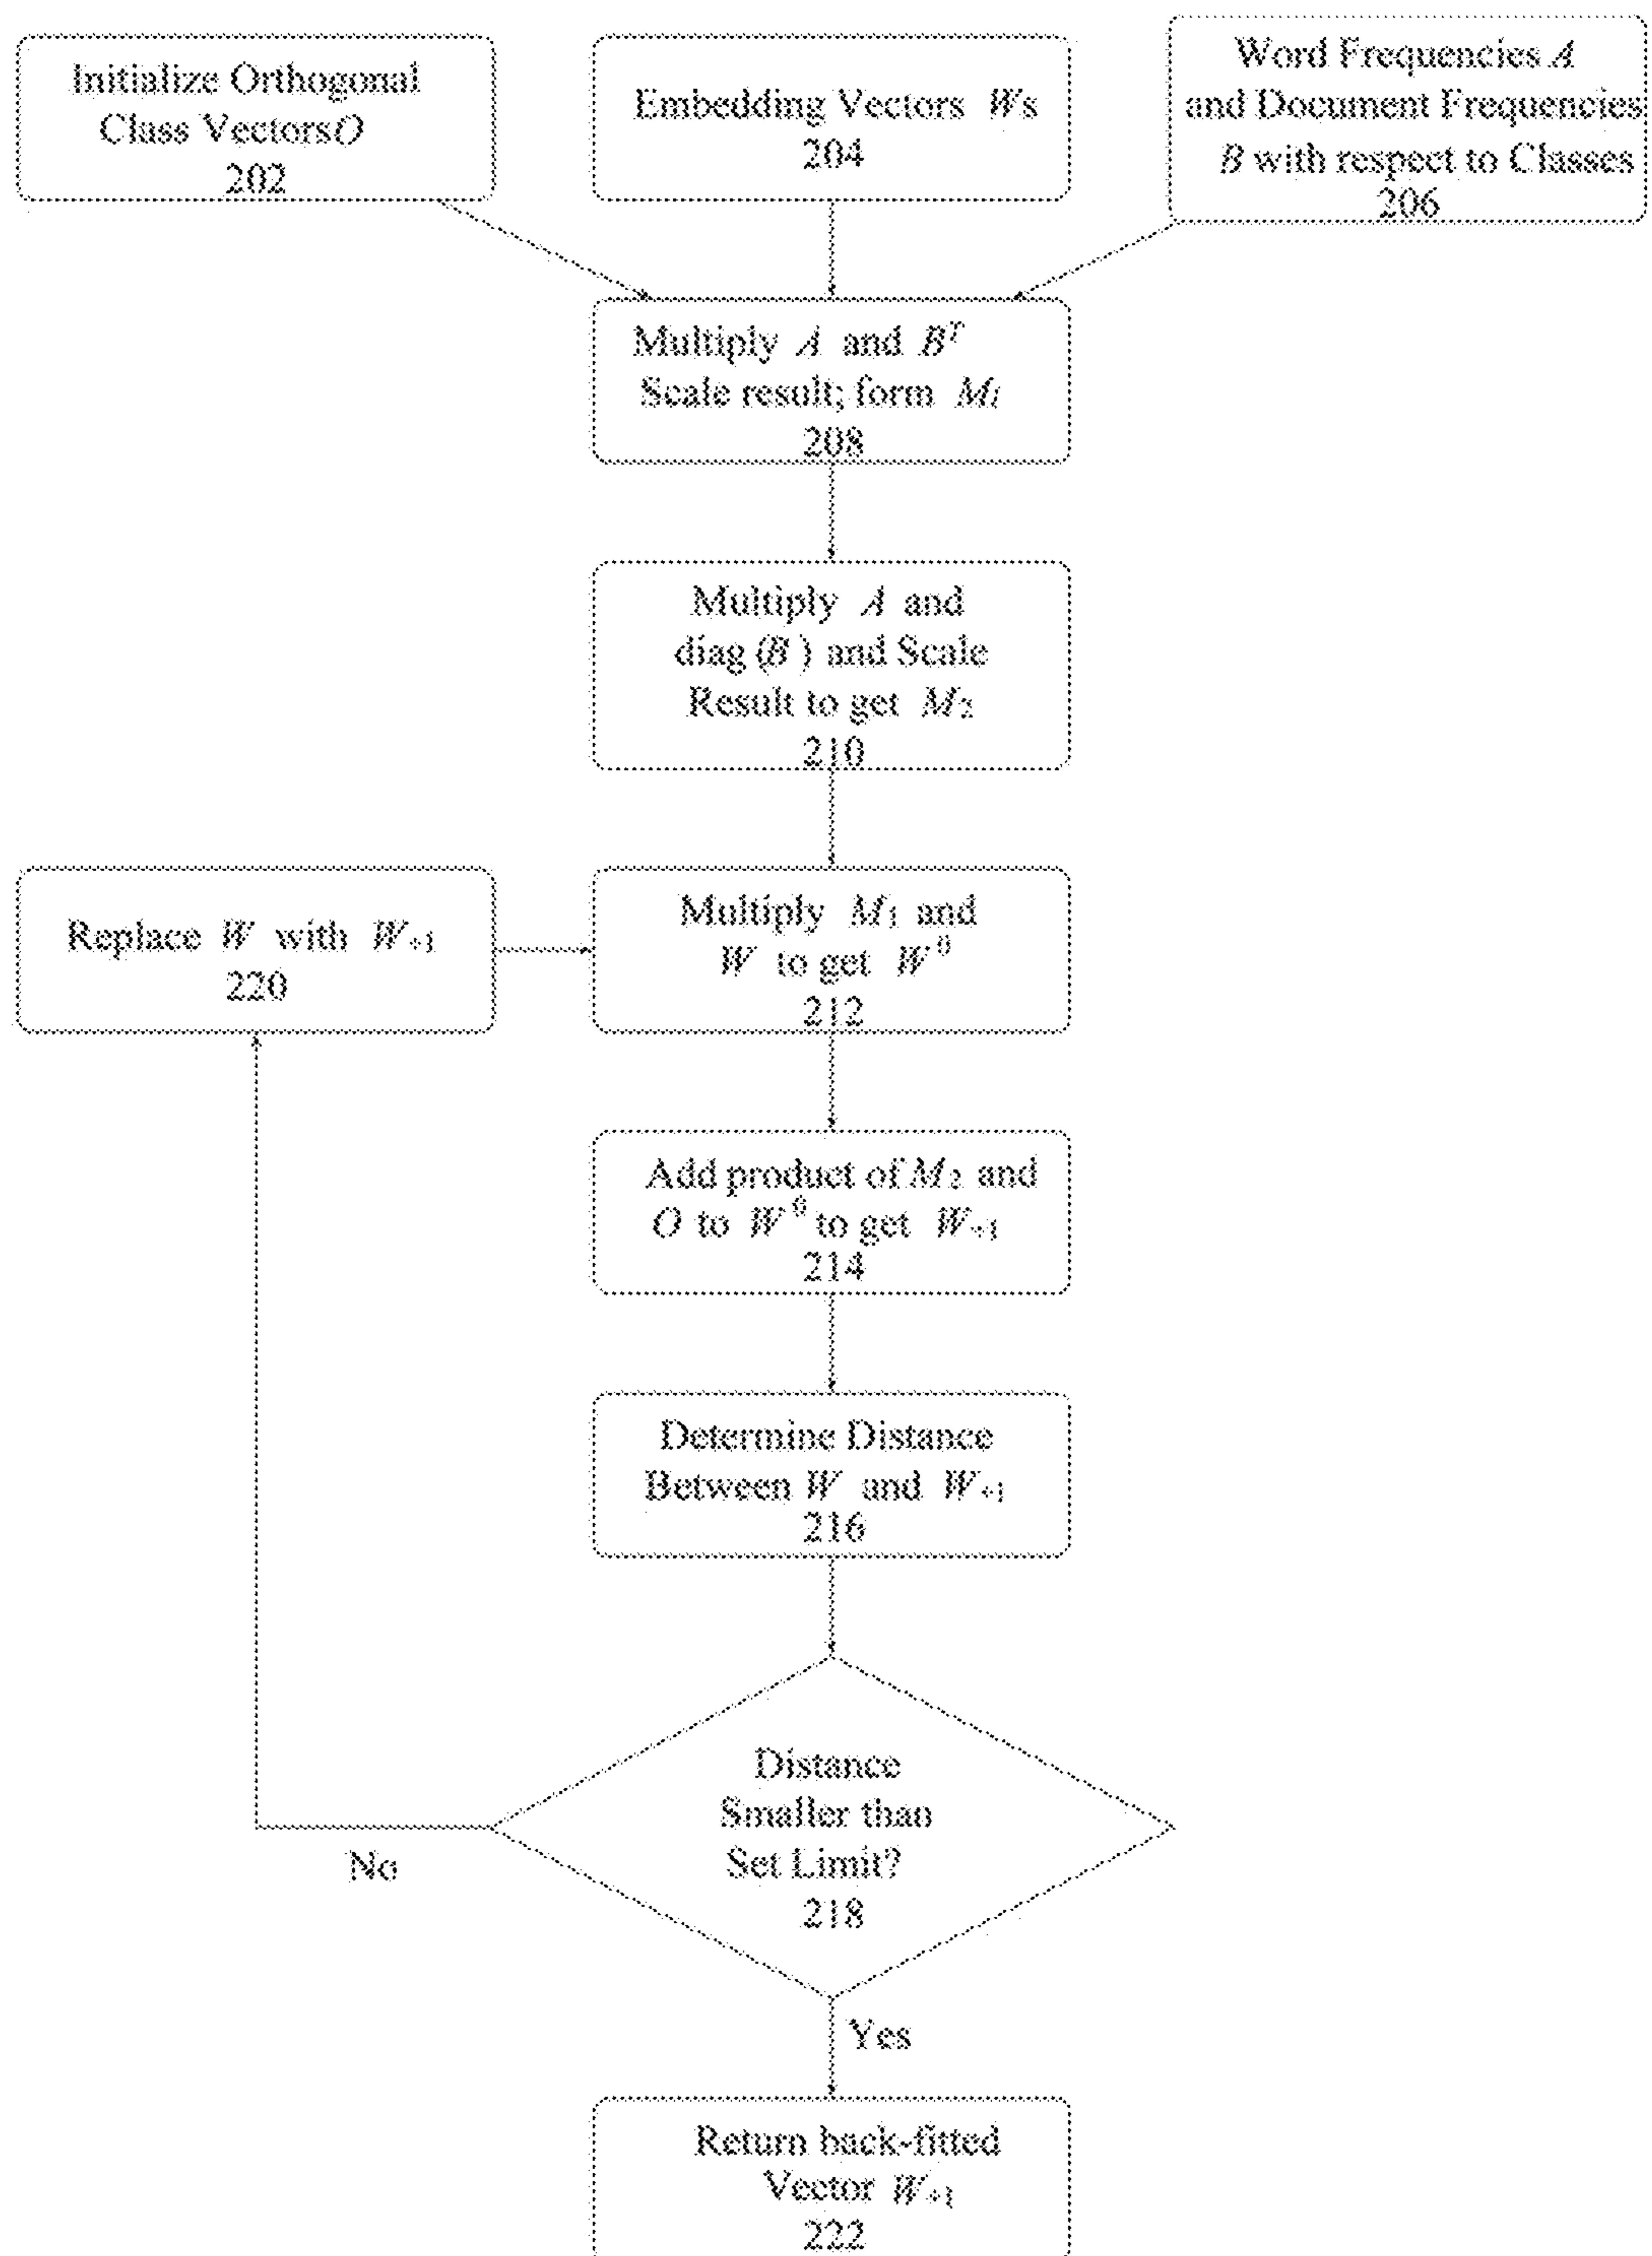 Initialize Orthogonal
Class Vectors O
202
Embedding Vectors Ws
204
Word Frequencies A
and Document Frequencies
B with respect to Classes
206
Multiply A and Bᵀ
Scale result; form M₁
208
Multiply A and
diag (B) and Scale
Result to get M₂
210
Replace W with W₊₁
220
Multiply M₁ and
W to get W⁰
212
Add product of M₂ and
O to W⁰ to get W₊₁
214
Determine Distance
Between W and W₊₁
216
Distance
Smaller than
Set Limit?
218
No
Yes
Return back-fitted
Vector W₊₁
222